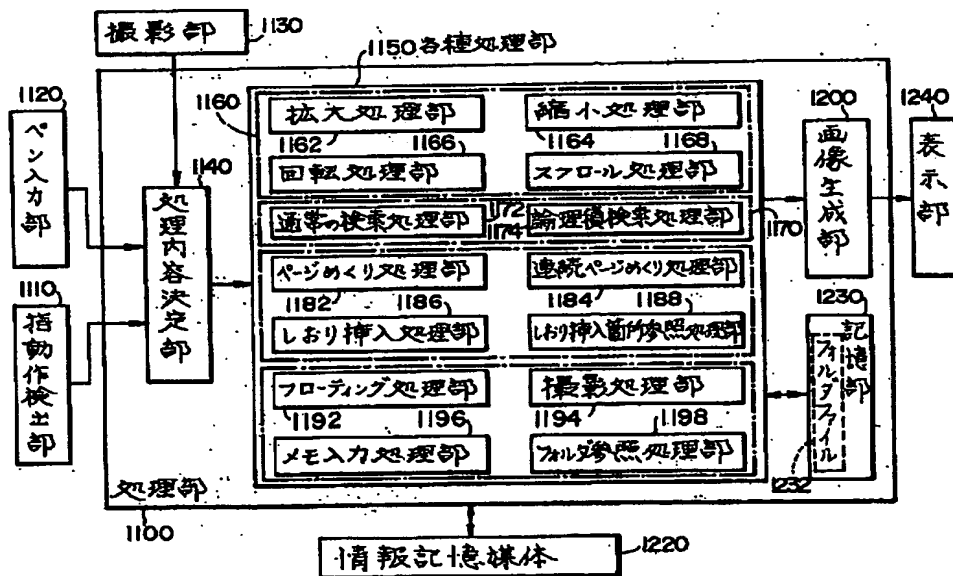 撮影部
1130
1150各種処理部
1120
ペン入力部
1160
拡大処理部
縮小処理部
1162
1166
1164
1168
回転処理部
スクロール処理部
1140
処理内容決定部
通常の検索処理部
1172
1174
論理積検索処理部
1170
1200
画像生成部
1240
表示部
1110
指動作検出部
ページめくり処理部
連続ページめくり処理部
1182
1186
1184
1188
しおり挿入処理部
しおり挿入箇所参照処理部
1230
記憶部
フォルダファイル
1232
フローティング処理部
撮影処理部
1192
1196
1194
1198
メモ入力処理部
フォルダ参照処理部
処理部
1100
情報記憶媒体
1220